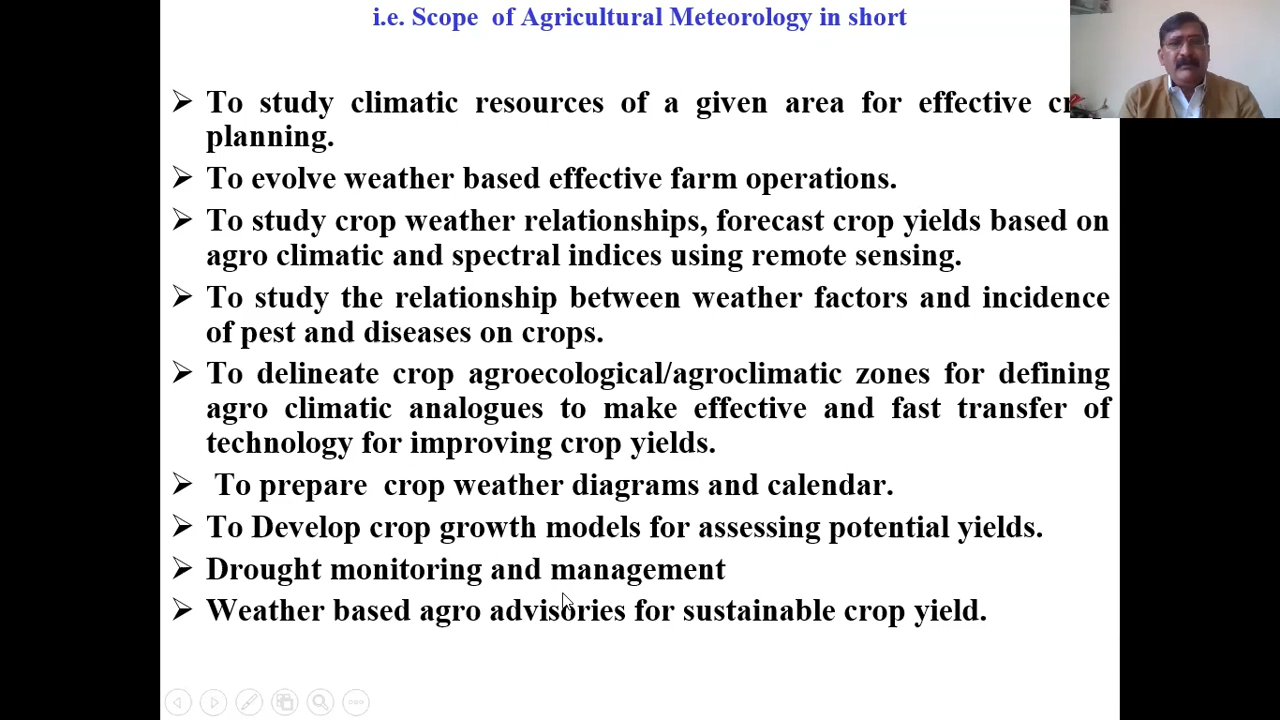 i.e. Scope of Agricultural Meteorology in short
➢ To study climatic resources of a given area for effective
planning.
➢ To evolve weather based effective farm operations.
➢ To study crop weather relationships, forecast crop yields based on
agro climatic and spectral indices using remote sensing.
➢ To study the relationship between weather factors and incidence
of pest and diseases on crops.
➢ To delineate crop agroecological/agroclimatic zones for defining
agro climatic analogues to make effective and fast transfer of
technology for improving crop yields.
➢ To prepare crop weather diagrams and calendar.
➢ To Develop crop growth models for assessing potential yields.
➢ Drought monitoring and management
➢ Weather based agro advisories for sustainable crop yield.